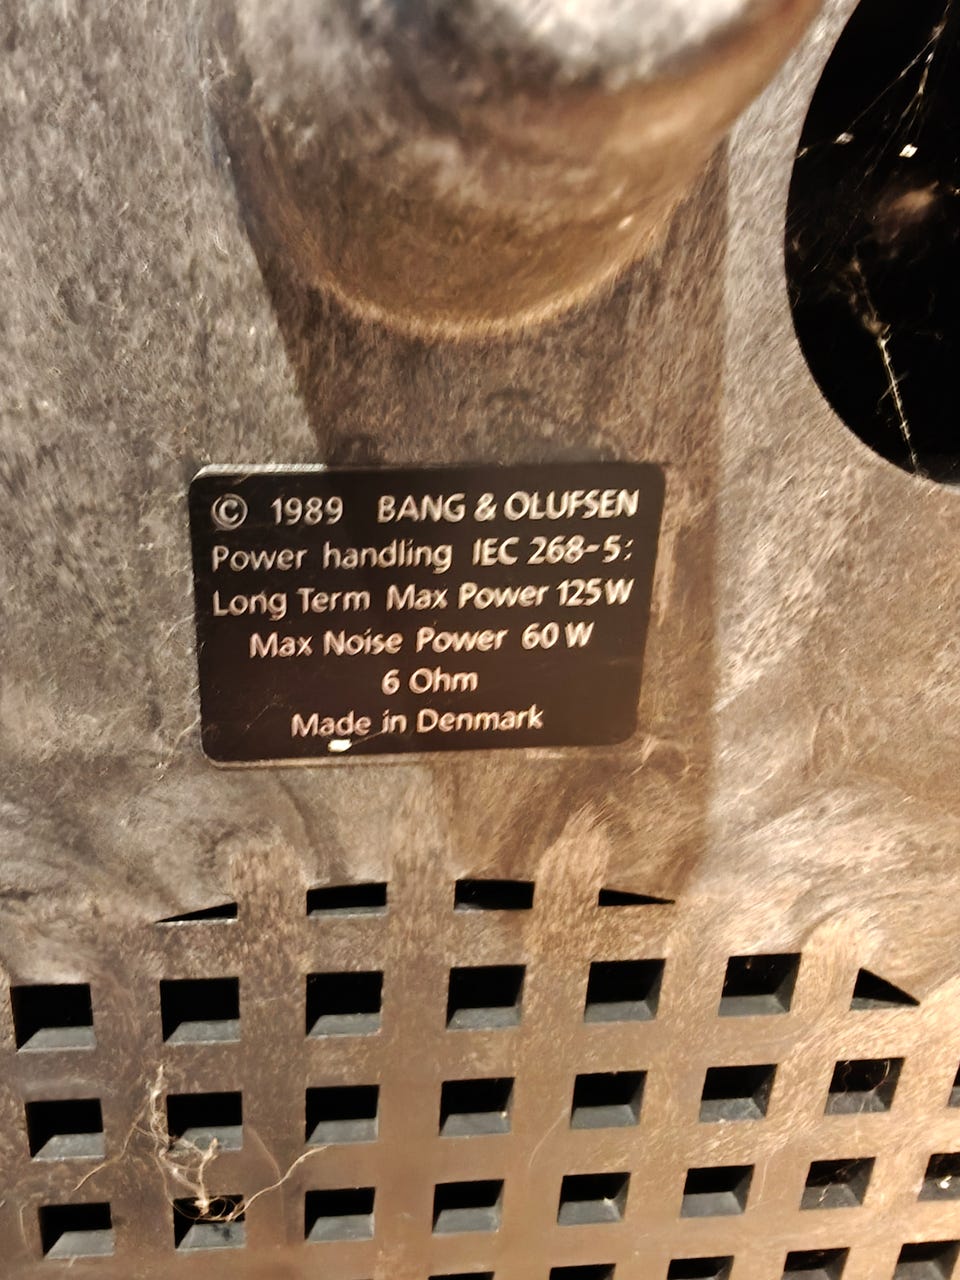 © 1989 BANG & OLUFSEN
Power handling IEC 268-5:
Long Term Max Power 125W
Max Noise Power 60 W
6 Ohm
Made in Denmark